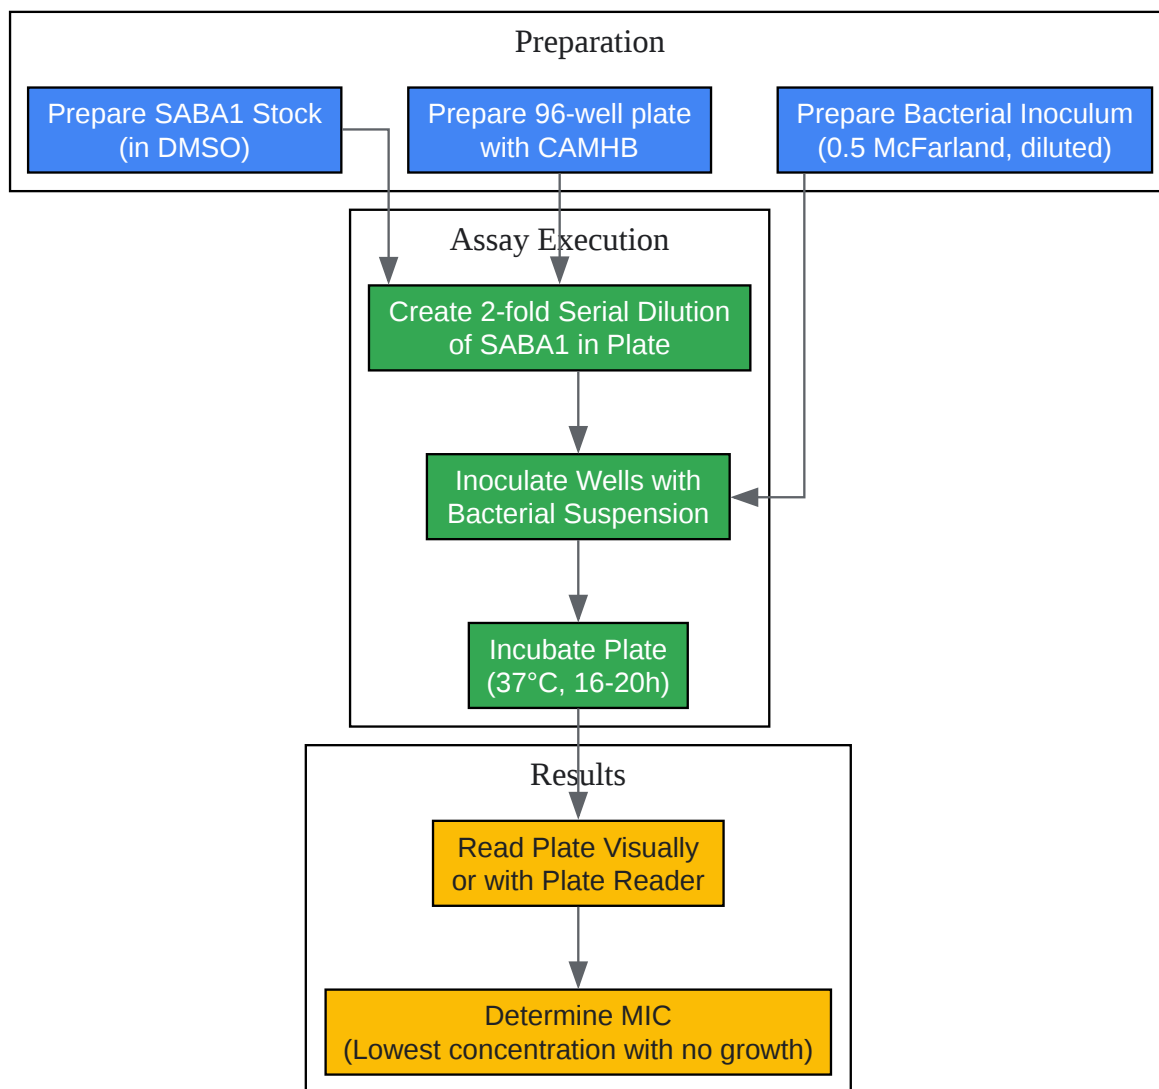 Preparation
Prepare SABA1 Stock
(in DMSO)
Prepare 96-well plate
with CAMHB
Prepare Bacterial Inoculum
(0.5 McFarland, diluted)
Assay Execution
Create 2-fold Serial Dilution
of SABA1 in Plate
Inoculate Wells with
Bacterial Suspension
Incubate Plate
(37°C, 16-20h)
Results
Read Plate Visually
or with Plate Reader
Determine MIC
(Lowest concentration with no growth)